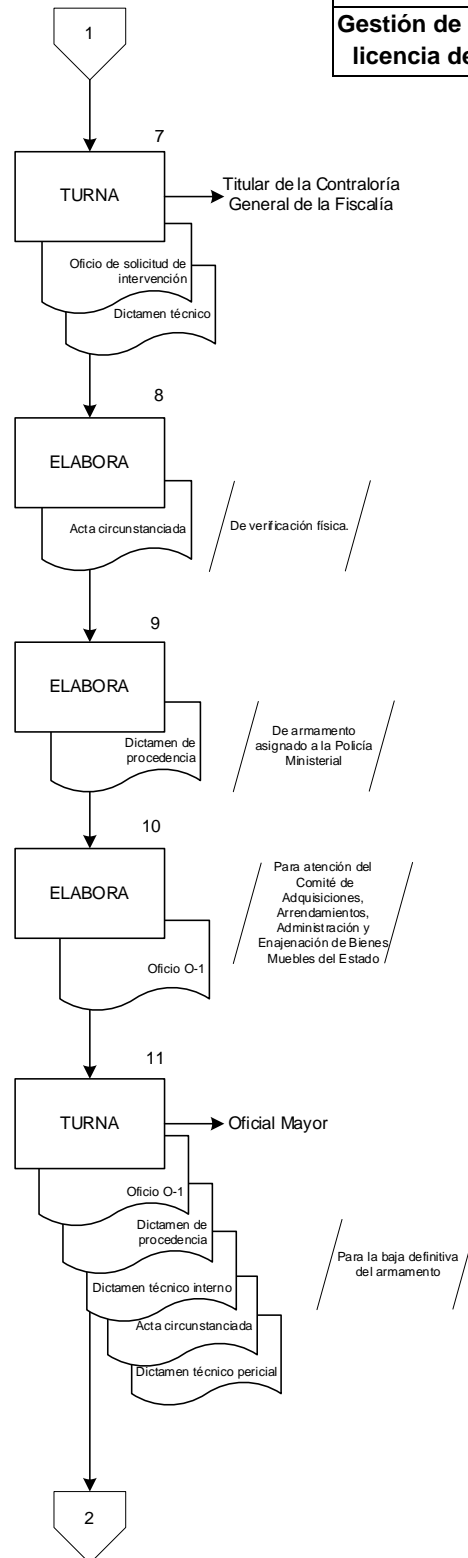 1
Gestión de
licencia de
7
TURNA
Titular de la Contraloría
General de la Fiscalía
Oficio de solicitud de
intervención
Dictamen técnico
8
ELABORA
Acta circunstanciada
De verificación física.
9
ELABORA
Dictamen de
procedencia
De armamento
asignado a la Policía
Ministerial
10
ELABORA
Oficio O-1
Para atención del
Comité de
Adquisiciones,
Arrendamientos,
Administración y
Enajenación de Bienes
Muebles del Estado
11
TURNA
Oficial Mayor
Oficio O-1
Dictamen de
procedencia
Dictamen técnico interno
Acta circunstanciada
Dictamen técnico pericial
Para la baja definitiva
del armamento
2